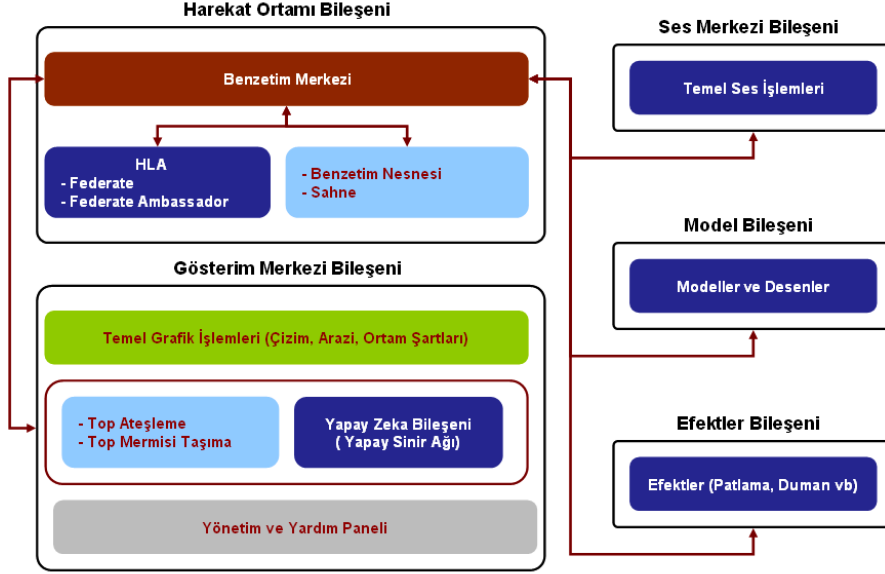 Harekat Ortamı Bileşeni
Benzetim Merkezi
HLA
- Federate
- Federate Ambassador
- Benzetim Nesnesi
- Sahne
Gösterim Merkezi Bileşeni
Temel Grafik İşlemleri (Çizim, Arazi, Ortam Şartları)
- Top Ateşleme
- Top Mermisi Taşıma
Yapay Zeka Bileşeni
( Yapay Sinir Ağı)
Yönetim ve Yardım Paneli
Ses Merkezi Bileşeni
Temel Ses İşlemleri
Model Bileşeni
Modeller ve Desenler
Efektler Bileşeni
Efektler (Patlama, Duman vb)